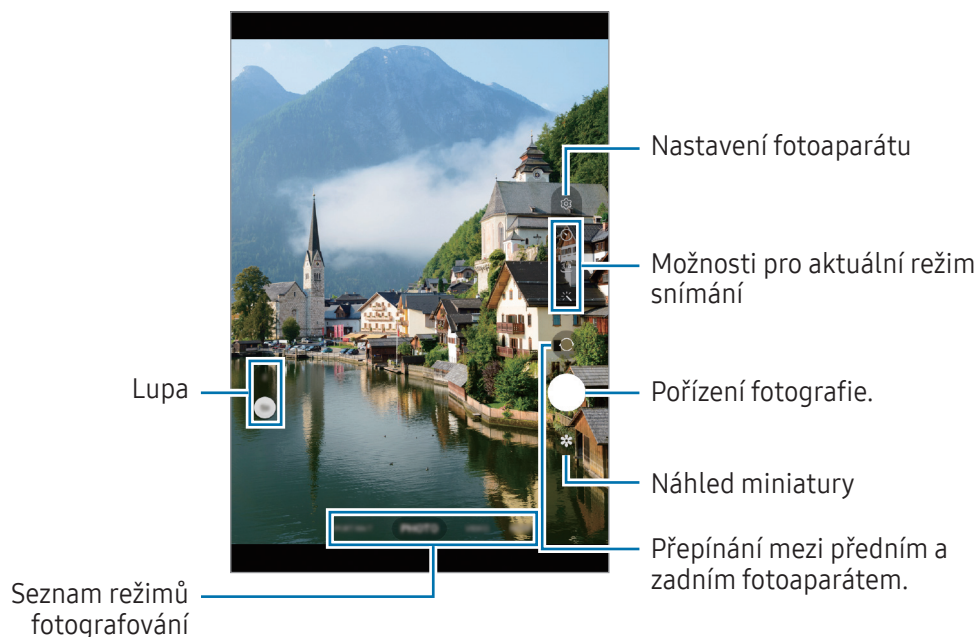 Nastavení fotoaparátu
Možnosti pro aktuální režim
snímání
Lupa
Pořízení fotografie.
Náhled miniatury
PHOTO
Přepínání mezi předním a
zadním fotoaparátem.
Seznam režimů
fotografování